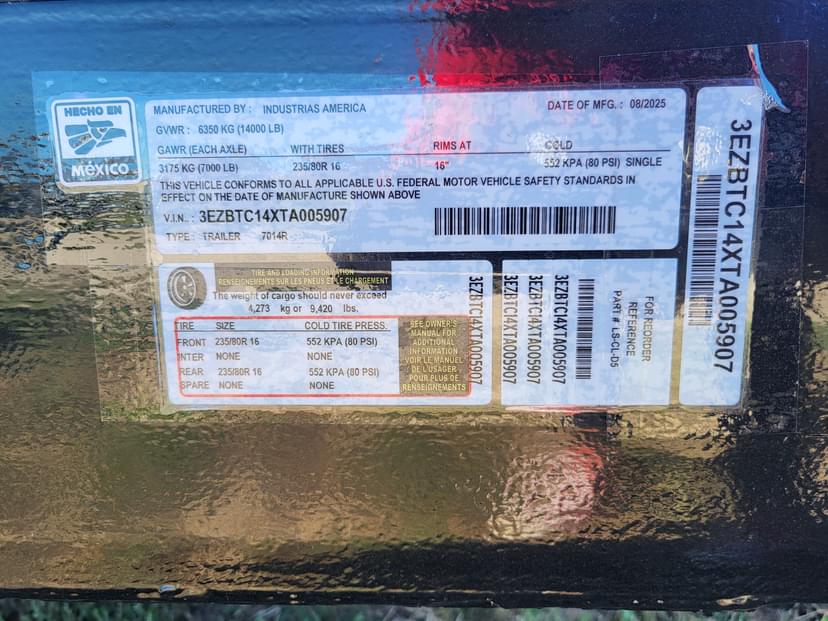 HECHO EN
MÉXICO
MANUFACTURED BY : INDUSTRIAS AMERICA DATE OF MFG. : 08/2025
GVWR : 6350 KG (14000 LB)
GAWR (EACH AXLE) WITH TIRES RIMS AT COLD
3175 KG (7000 LB) 235/80R 16 16" 552 KPA (80 PSI) SINGLE
THIS VEHICLE CONFORMS TO ALL APPLICABLE U.S. FEDERAL MOTOR VEHICLE SAFETY STANDARDS IN
EFFECT ON THE DATE OF MANUFACTURE SHOWN ABOVE
V.I.N. : 3EZBTC14XTA005907
TYPE : TRAILER 7014R
TIRE AND LOADING INFORMATION
RENSEIGNEMENTS SUR LES PNEUS ET LE CHARGEMENT
The weight of cargo should never exceed
4,273 kg or 9,420 lbs.
TIRE SIZE COLD TIRE PRESS.
FRONT 235/80R 16 552 KPA (80 PSI)
INTER NONE NONE
REAR 235/80R 16 552 KPA (80 PSI)
SPARE NONE NONE
SEE OWNER'S
MANUAL FOR
ADDITIONAL
INFORMATION
VOIR LE MANUEL
DE L'USAGER
POUR PLUS DE
RENSEIGNEMENTS
3EZBTC14XTA005907
3EZBTC14XTA005907
3EZBTC14XTA005907
3EZBTC14XTA005907
FOR REORDER
REFERENCE
PART # LS-GL-05
3EZBTC14XTA005907